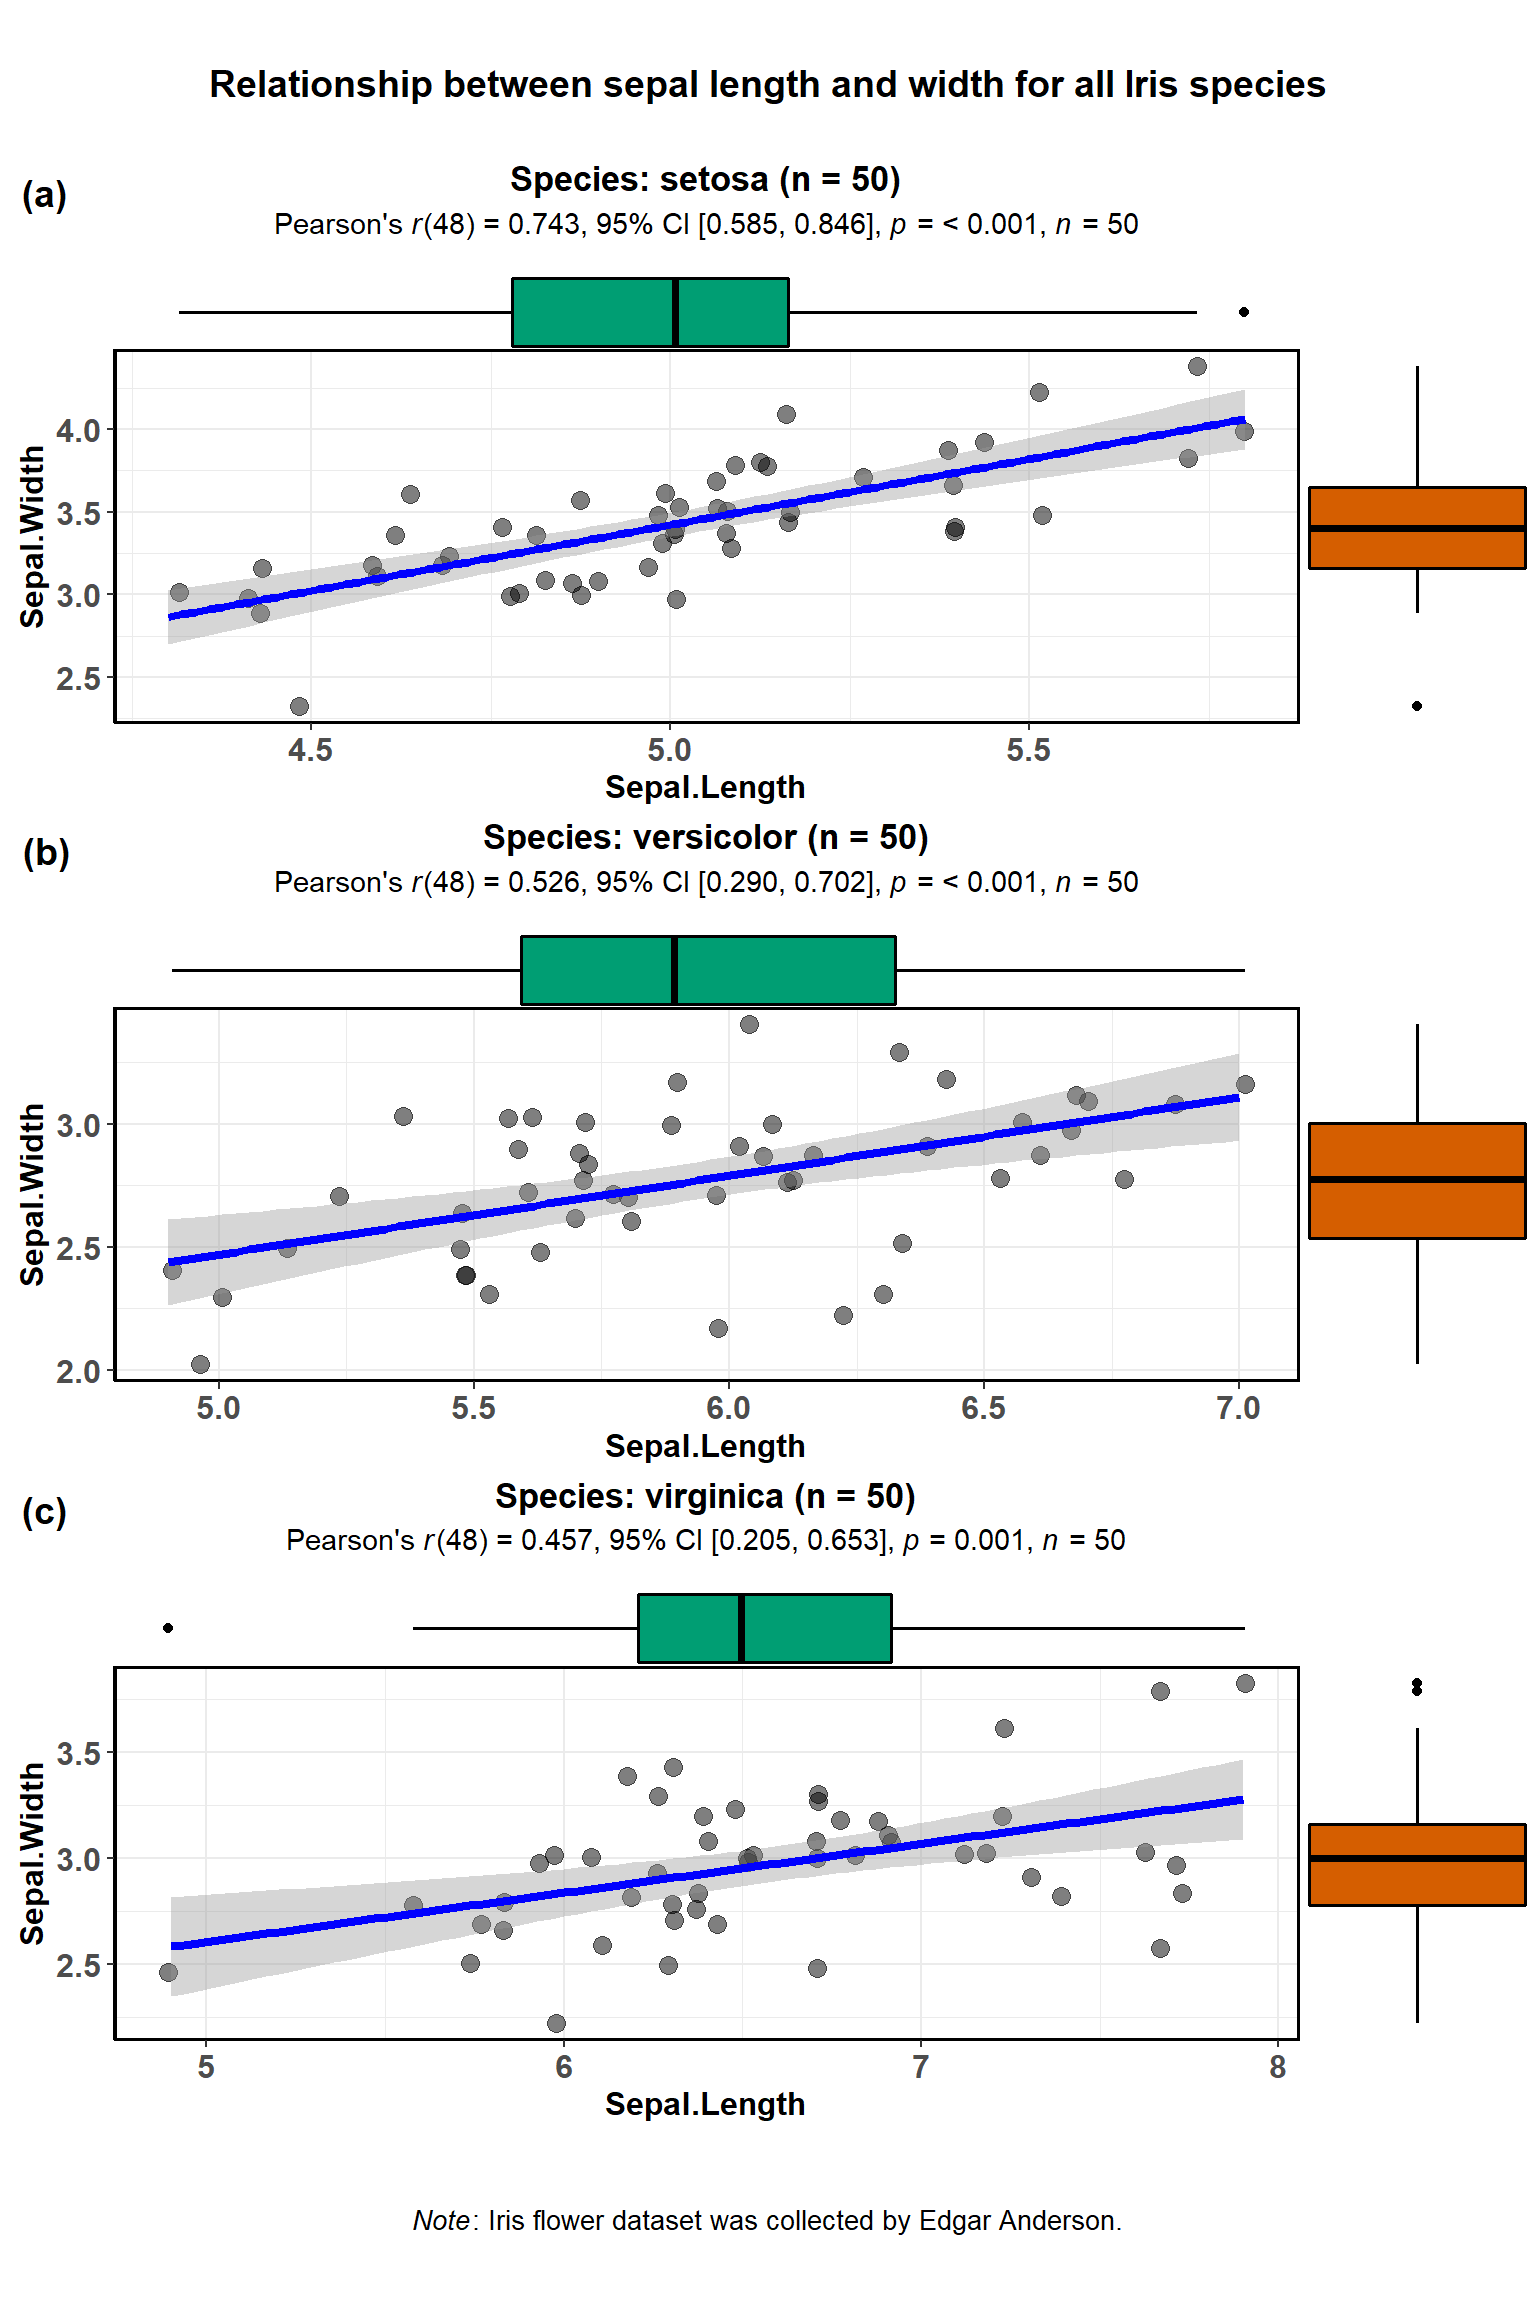 Relationship between sepal length and width for all Iris species
(a)
Species: setosa (n = 50)
Pearson's r(48) = 0.743, 95% CI [0.585, 0.846], p = < 0.001, n = 50
Sepal.Width
4.0
3.5
3.0
2.5
4.5 5.0 5.5
Sepal.Length
(b)
Species: versicolor (n = 50)
Pearson's r(48) = 0.526, 95% CI [0.290, 0.702], p = < 0.001, n = 50
Sepal.Width
3.0
2.5
2.0
5.0 5.5 6.0 6.5 7.0
Sepal.Length
(c)
Species: virginica (n = 50)
Pearson's r(48) = 0.457, 95% CI [0.205, 0.653], p = 0.001, n = 50
Sepal.Width
3.5
3.0
2.5
5 6 7 8
Sepal.Length
Note: Iris flower dataset was collected by Edgar Anderson.